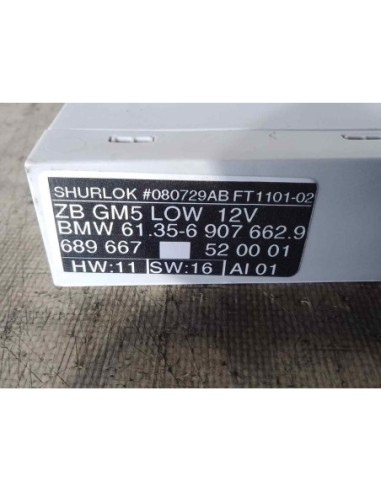 SHURLOK #080729AB FT1101-02
ZB GM5 LOW 12V
BMW 61.35-6 907 662.9
689 667 52 00 01
HW:11 SW:16 AI 01